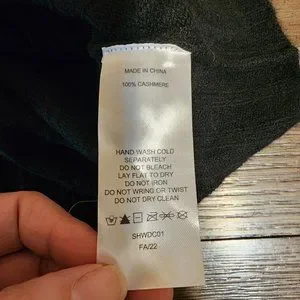 MADE IN CHINA
100% CASHMERE
HAND WASH COLD
SEPARATELY
DO NOT BLEACH
LAY FLAT TO DRY
DO NOT IRON
DO NOT WRING OR TWIST
DO NOT DRY CLEAN
SHWDC01
FA/22